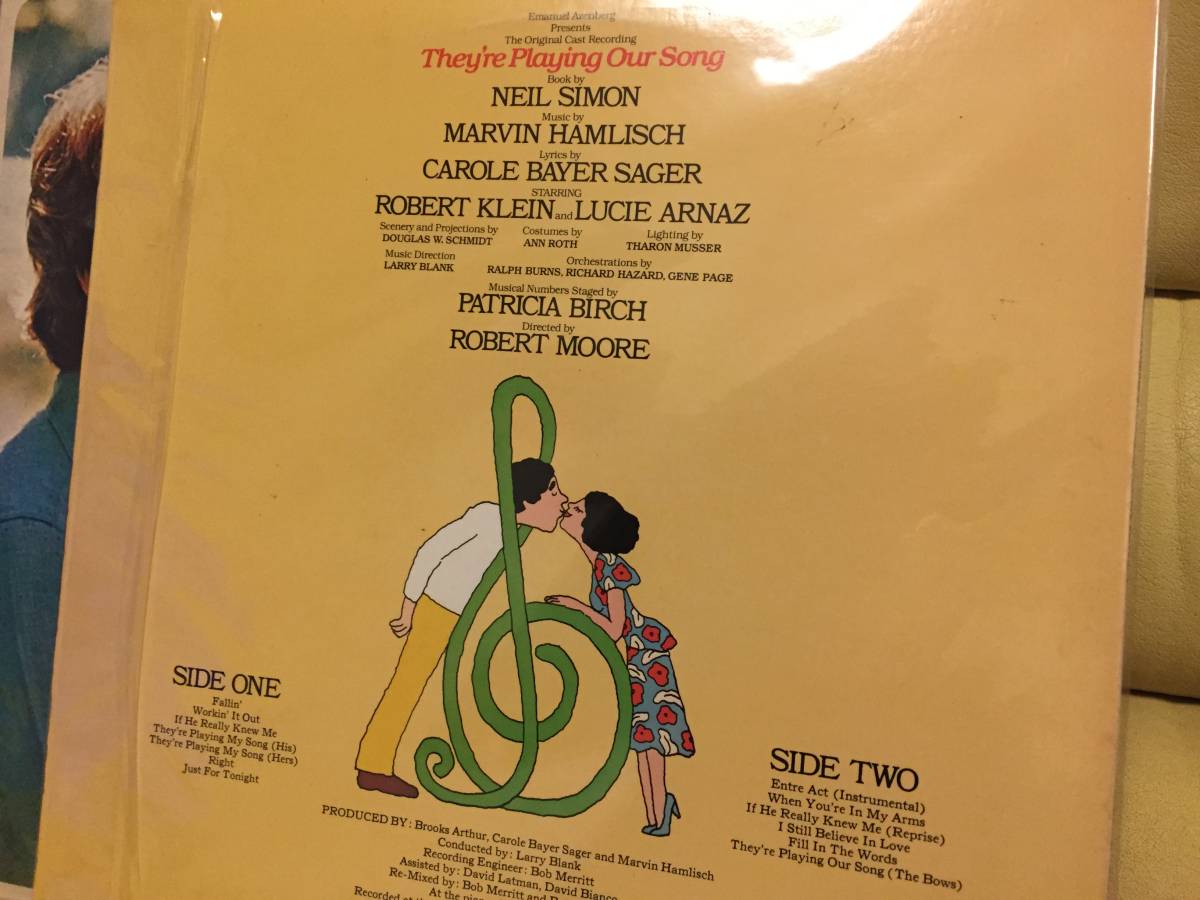 Emanuel Azenberg
Presents
The Original Cast Recording
They're Playing Our Song
Book by
NEIL SIMON
Music by
MARVIN HAMLISCH
Lyrics by
CAROLE BAYER SAGER
STARRING
ROBERT KLEIN and LUCIE ARNAZ
Scenery and Projections by
DOUGLAS W. SCHMIDT
Costumes by
ANN ROTH
Lighting by
THARON MUSSER
Music Direction
LARRY BLANK
Orchestrations by
RALPH BURNS, RICHARD HAZARD, GENE PAGE
Musical Numbers Staged by
PATRICIA BIRCH
Directed by
ROBERT MOORE
SIDE ONE
Fallin'
Workin' It Out
If He Really Knew Me
They're Playing My Song (His)
They're Playing My Song (Hers)
Right
Just For Tonight
SIDE TWO
Entre Act (Instrumental)
When You're In My Arms
If He Really Knew Me (Reprise)
I Still Believe In Love
Fill In The Words
They're Playing Our Song (The Bows)
PRODUCED BY: Brooks Arthur, Carole Bayer Sager and Marvin Hamlisch
Conducted by: Larry Blank
Recording Engineer: Bob Merritt
Assisted by: David Latman, David Bianco
Re-Mixed by: Bob Merritt and
At the
Recorded at